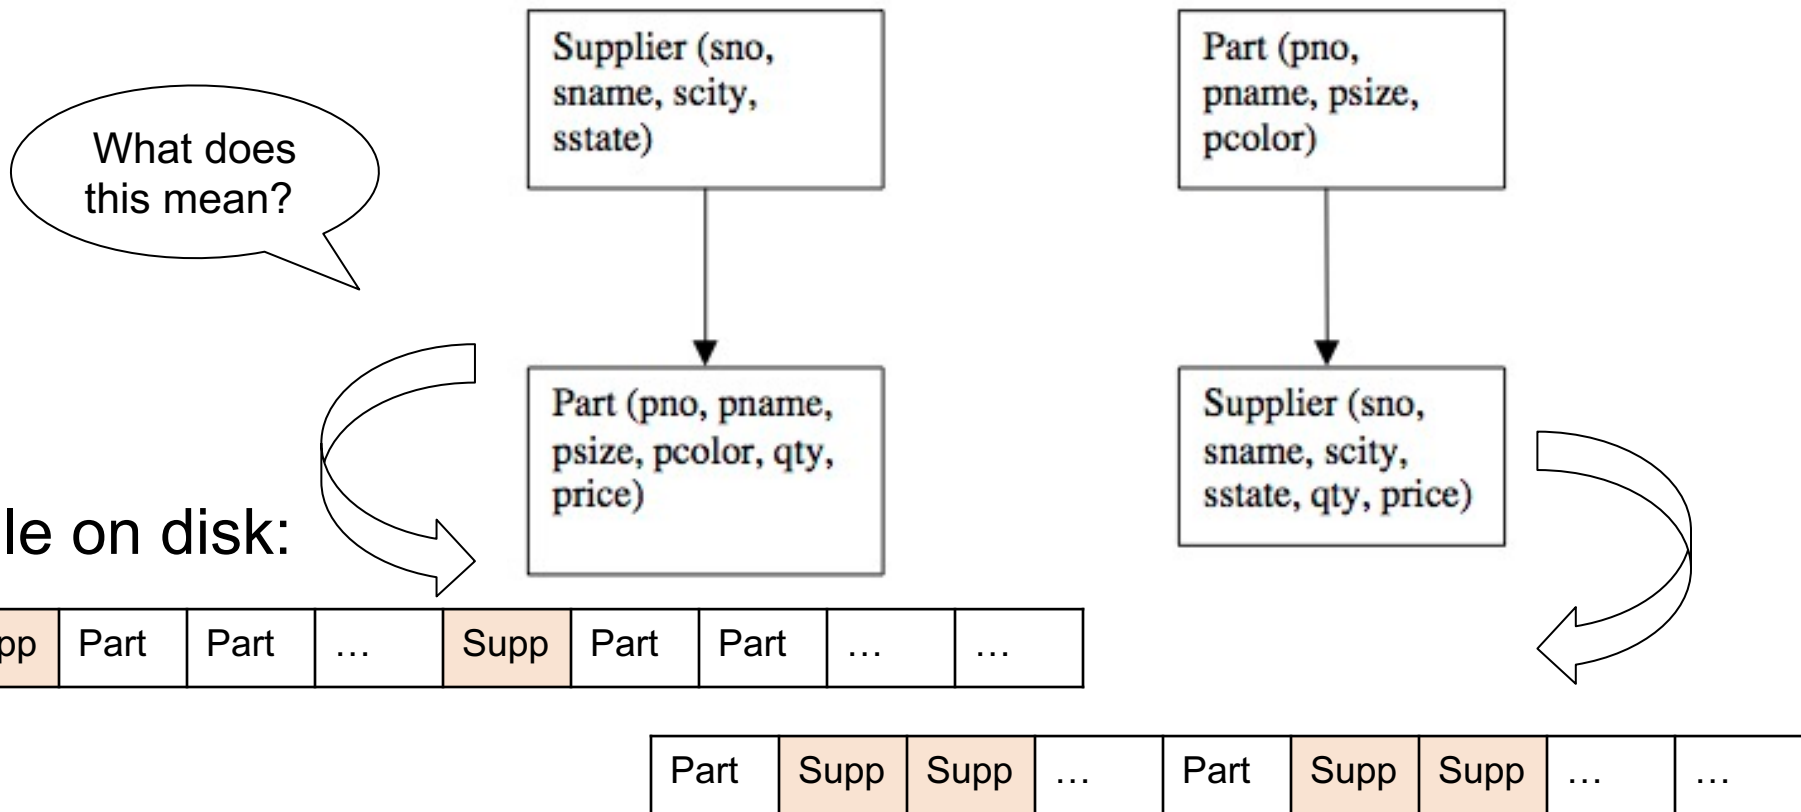 What does
this mean?
Supplier (sno,
sname, scity,
sstate)
Part (pno,
pname, psize,
pcolor)
Part (pno, pname,
psize, pcolor, qty,
price)
Supplier (sno,
sname, scity,
sstate, qty, price)
le on disk:
pp Part Part … Supp Part Part … …
Part Supp Supp … Part Supp Supp … …